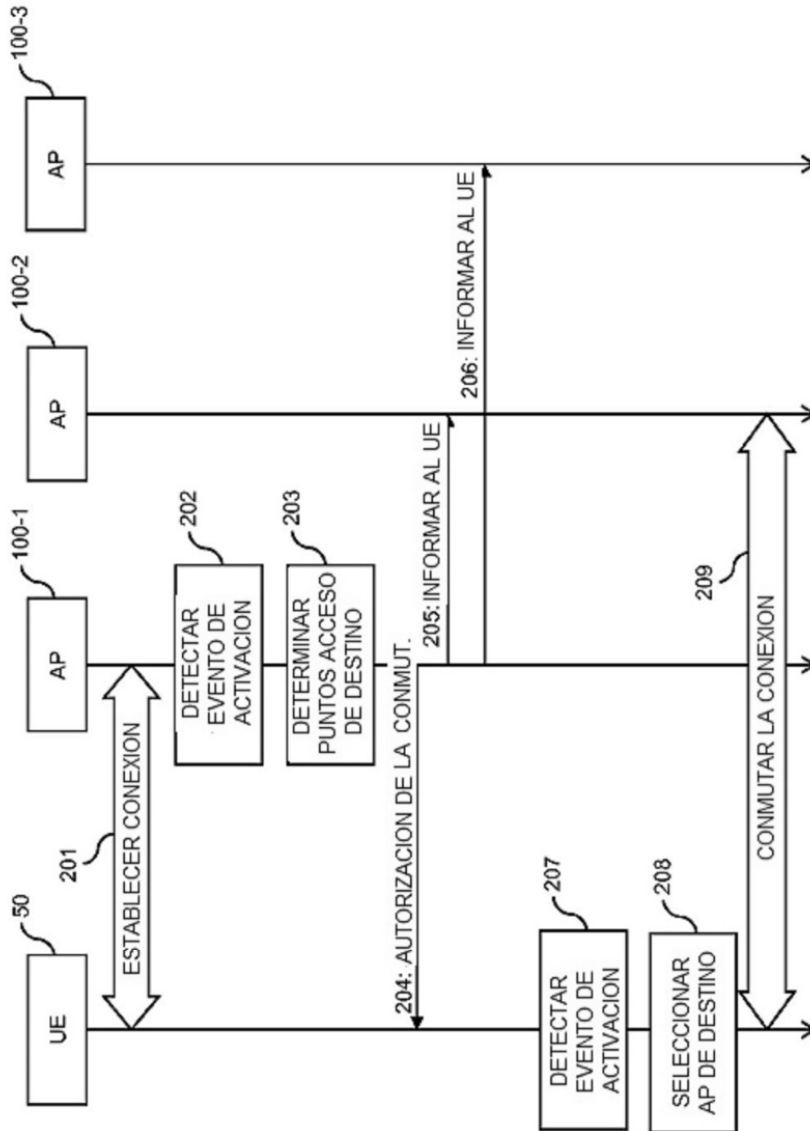 50
UE
100-1
AP
100-2
AP
100-3
AP
201
ESTABLECER CONEXION
202
DETECTAR
EVENTO DE
ACTIVACION
203
DETERMINAR
PUNTOS ACCESO
DE DESTINO
204: AUTORIZACION DE LA CONMUT.
205: INFORMAR AL UE
206: INFORMAR AL UE
207
DETECTAR
EVENTO DE
ACTIVACION
208
SELECCIONAR
AP DE DESTINO
209
CONMUTAR LA CONEXION